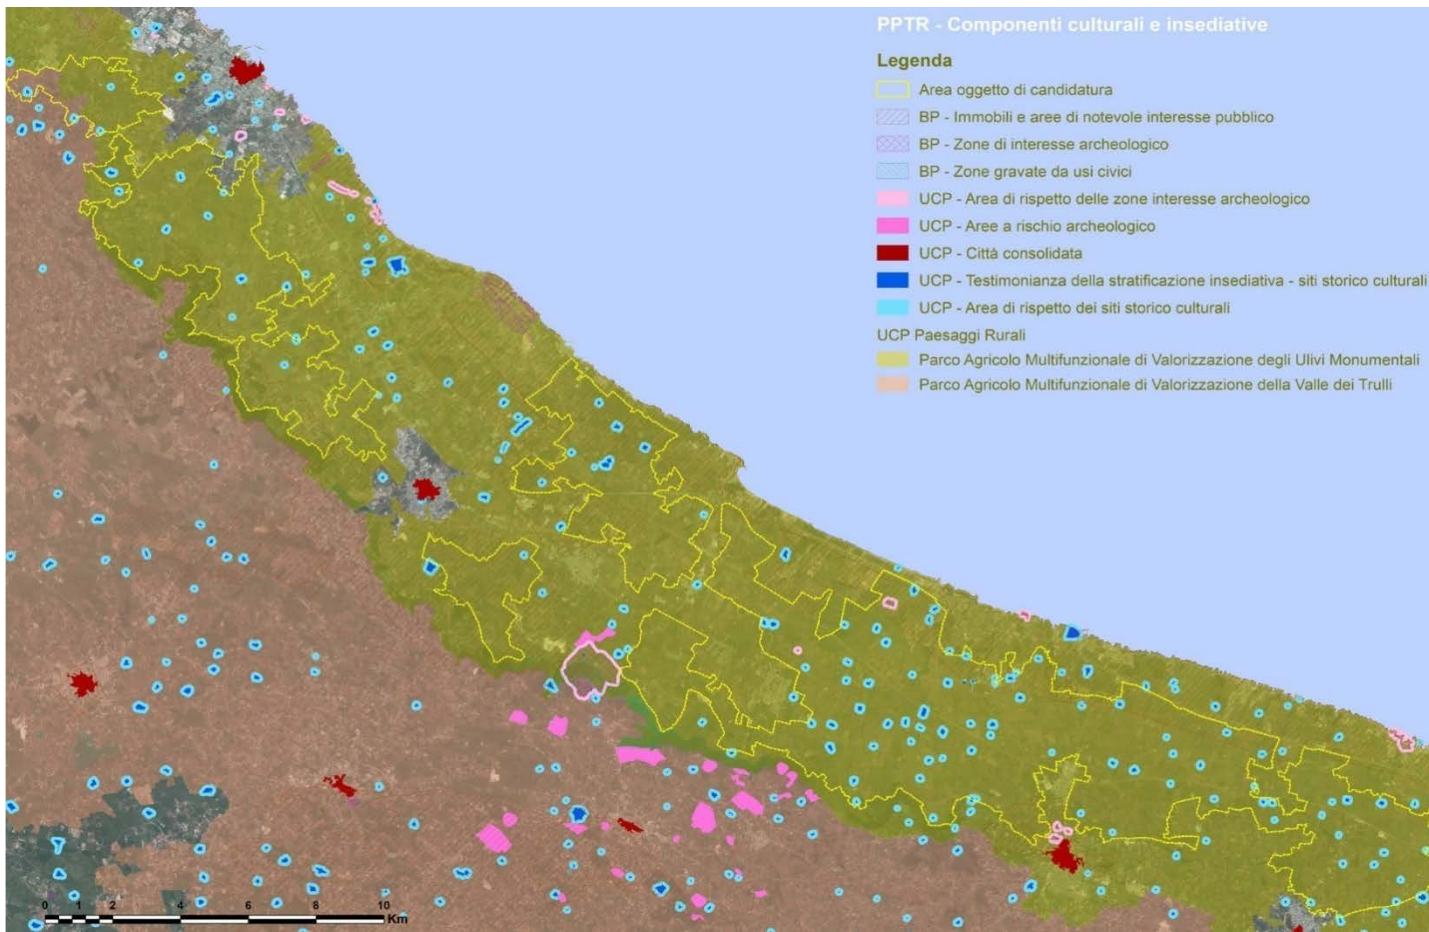 PPTR - Componenti culturali e insediative
Legenda
Area oggetto di candidatura
BP - Immobili e aree di notevole interesse pubblico
BP - Zone di interesse archeologico
BP - Zone gravate da usi civici
UCP - Area di rispetto delle zone interesse archeologico
UCP - Aree a rischio archeologico
UCP - Città consolidata
UCP - Testimonianza della stratificazione insediativa - siti storico culturali
UCP - Area di rispetto dei siti storico culturali
UCP Paesaggi Rurali
Parco Agricolo Multifunzionale di Valorizzazione degli Ulivi Monumentali
Parco Agricolo Multifunzionale di Valorizzazione della Valle dei Trulli
0 1 2 4 6 8 10
Km